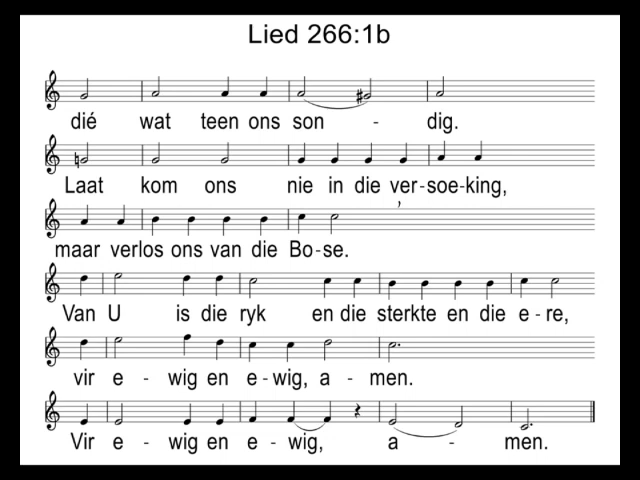 Lied 266:1b
dié wat teen ons son - dig.
Laat kom ons nie in die ver-soe-king,
maar verlos ons van die Bo-se.
Van U is die ryk en die sterkte en die e-re,
vir e - wig en e-wig, a - men.
Vir e - wig en e - wig, a - men.